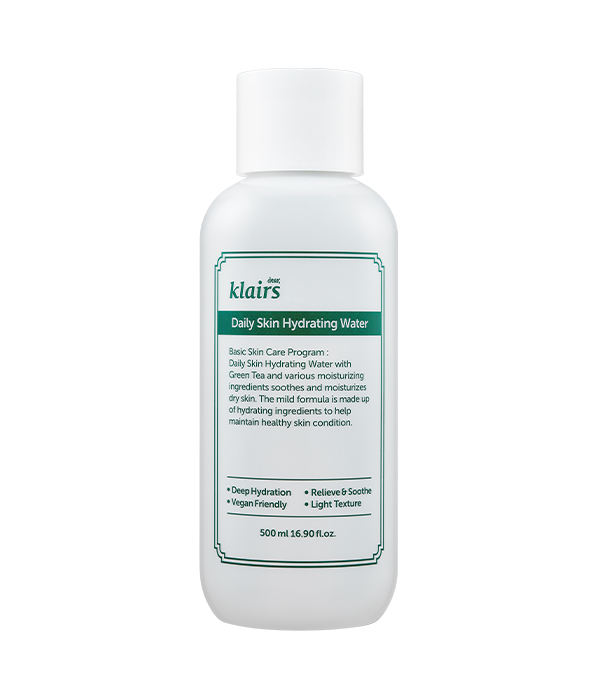 dear,
klairs
Daily Skin Hydrating Water
Basic Skin Care Program :
Daily Skin Hydrating Water with
Green Tea and various moisturizing
ingredients soothes and moisturizes
dry skin. The mild formula is made up
of hydrating ingredients to help
maintain healthy skin condition.
• Deep Hydration • Relieve & Soothe
• Vegan Friendly • Light Texture
500 ml 16.90 fl.oz.